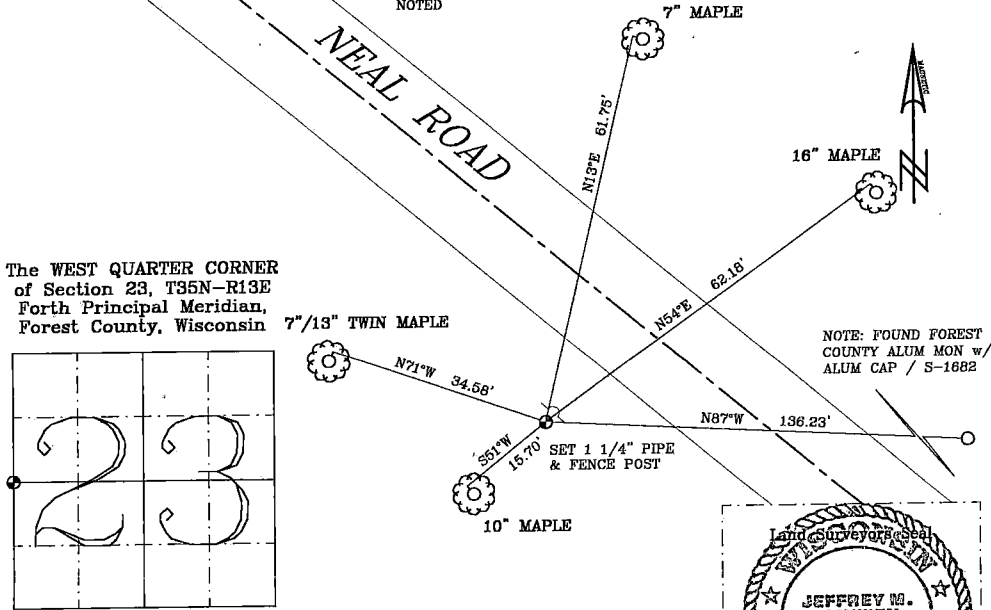 NOTED
7" MAPLE
NEAL ROAD
N13°E 61.75'
MAGNETIC
N
16" MAPLE
N54°E 62.18'
The WEST QUARTER CORNER
of Section 23, T35N-R13E
Forth Principal Meridian,
Forest County, Wisconsin
7"/13" TWIN MAPLE
N71°W 34.58'
NOTE: FOUND FOREST
COUNTY ALUM MON w/
ALUM CAP / S-1682
N87°W 136.23'
S51°W 15.70'
SET 1 1/4" PIPE
& FENCE POST
10" MAPLE
23
Land Surveyors Seal
WISCONSIN
JEFFREY M.